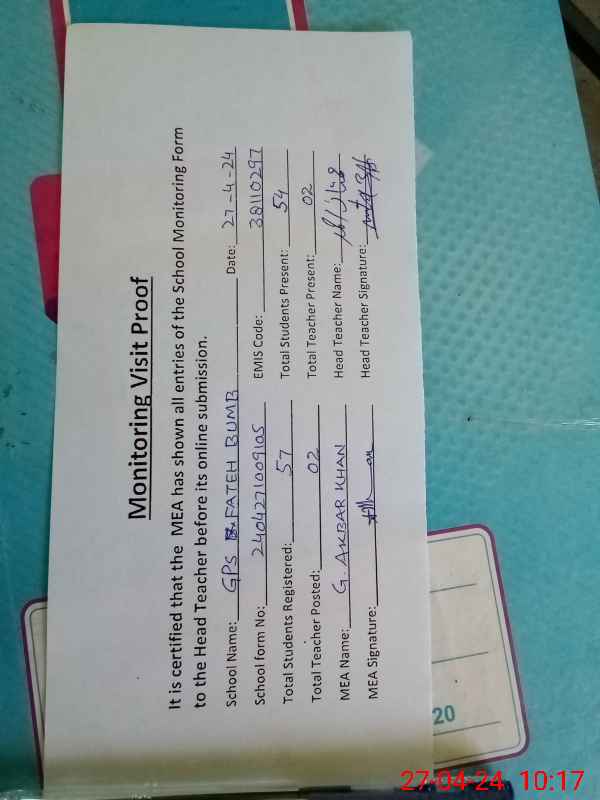 Monitoring Visit Proof
It is certified that the MEA has shown all entries of the School Monitoring Form
to the Head Teacher before its online submission.
School Name: GPS FATEH BUMB Date: 27-4-24
School form No: 2404271009105 EMIS Code: 38110297
Total Students Registered: 57 Total Students Present: 54
Total Teacher Posted: 02 Total Teacher Present: 02
MEA Name: G. AKBAR KHAN Head Teacher Name:
MEA Signature: Head Teacher Signature:
20
27-04-24 10:17